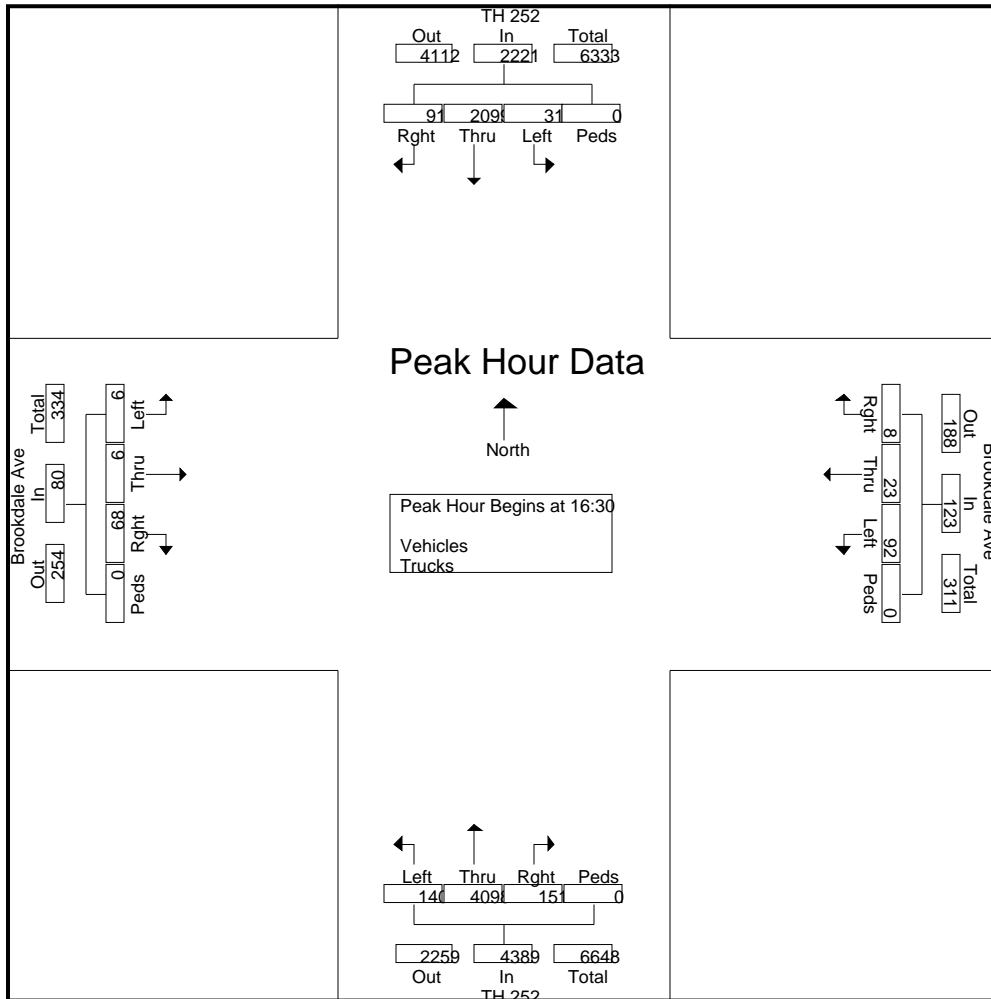 TH 252
Out In Total
4112 2221 6333
91 2099 31 0
Rght Thru Left Peds
Peak Hour Data
North
Peak Hour Begins at 16:30
Vehicles
Trucks
Brookdale Ave
Total In Out
334 80 254
6 6 68 0
Left Thru Rght Peds
Rght Thru Left Peds
8 23 92 0
188 123 311
Out In Total
Brookdale Ave
Left Thru Rght Peds
140 4098 151 0
2259 4389 6648
Out In Total
TH 252